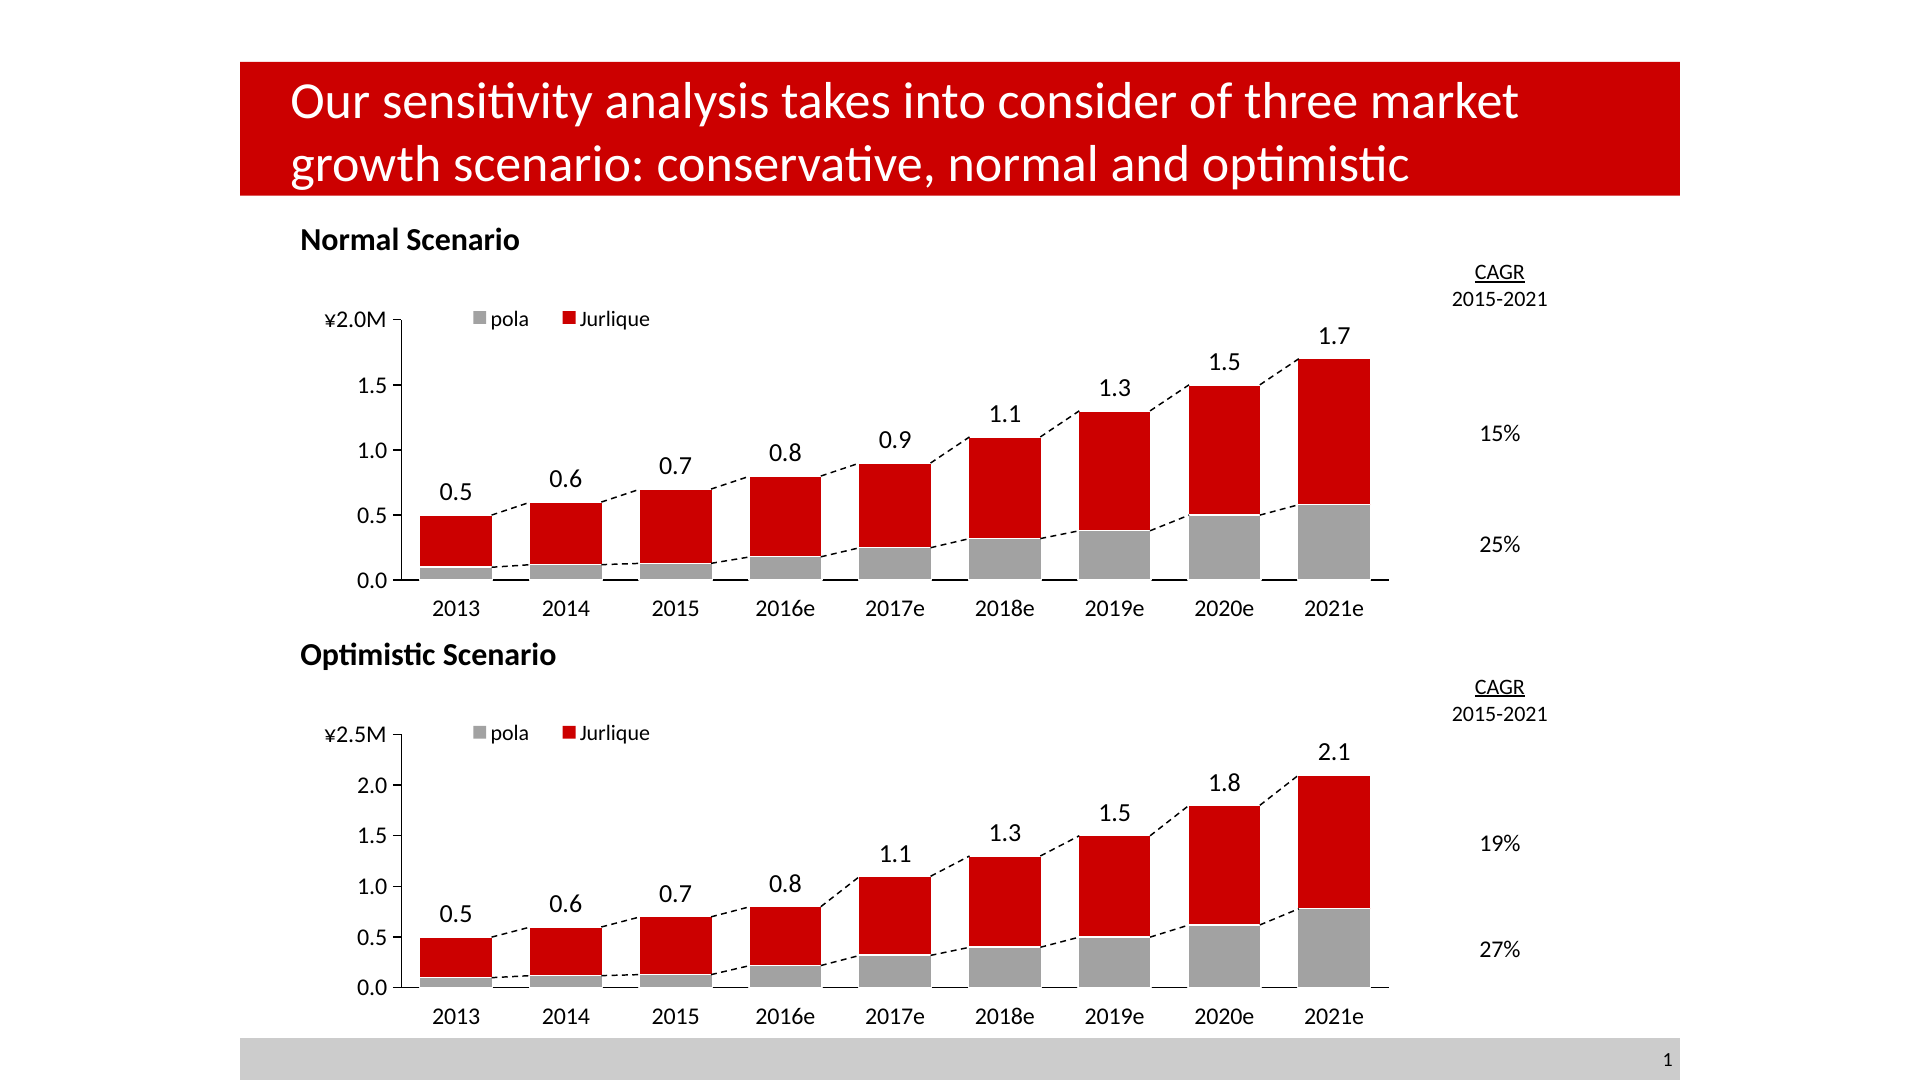 Our sensitivity analysis takes into consider of three market
growth scenario: conservative, normal and optimistic
Normal Scenario
CAGR
2015-2021
¥2.0M
pola
Jurlique
1.5
1.0
0.5
0.0
0.5
0.6
0.7
0.8
0.9
1.1
1.3
1.5
1.7
15%
25%
2013
2014
2015
2016e
2017e
2018e
2019e
2020e
2021e
Optimistic Scenario
CAGR
2015-2021
¥2.5M
pola
Jurlique
2.0
1.5
1.0
0.5
0.0
0.5
0.6
0.7
0.8
1.1
1.3
1.5
1.8
2.1
19%
27%
2013
2014
2015
2016e
2017e
2018e
2019e
2020e
2021e
1